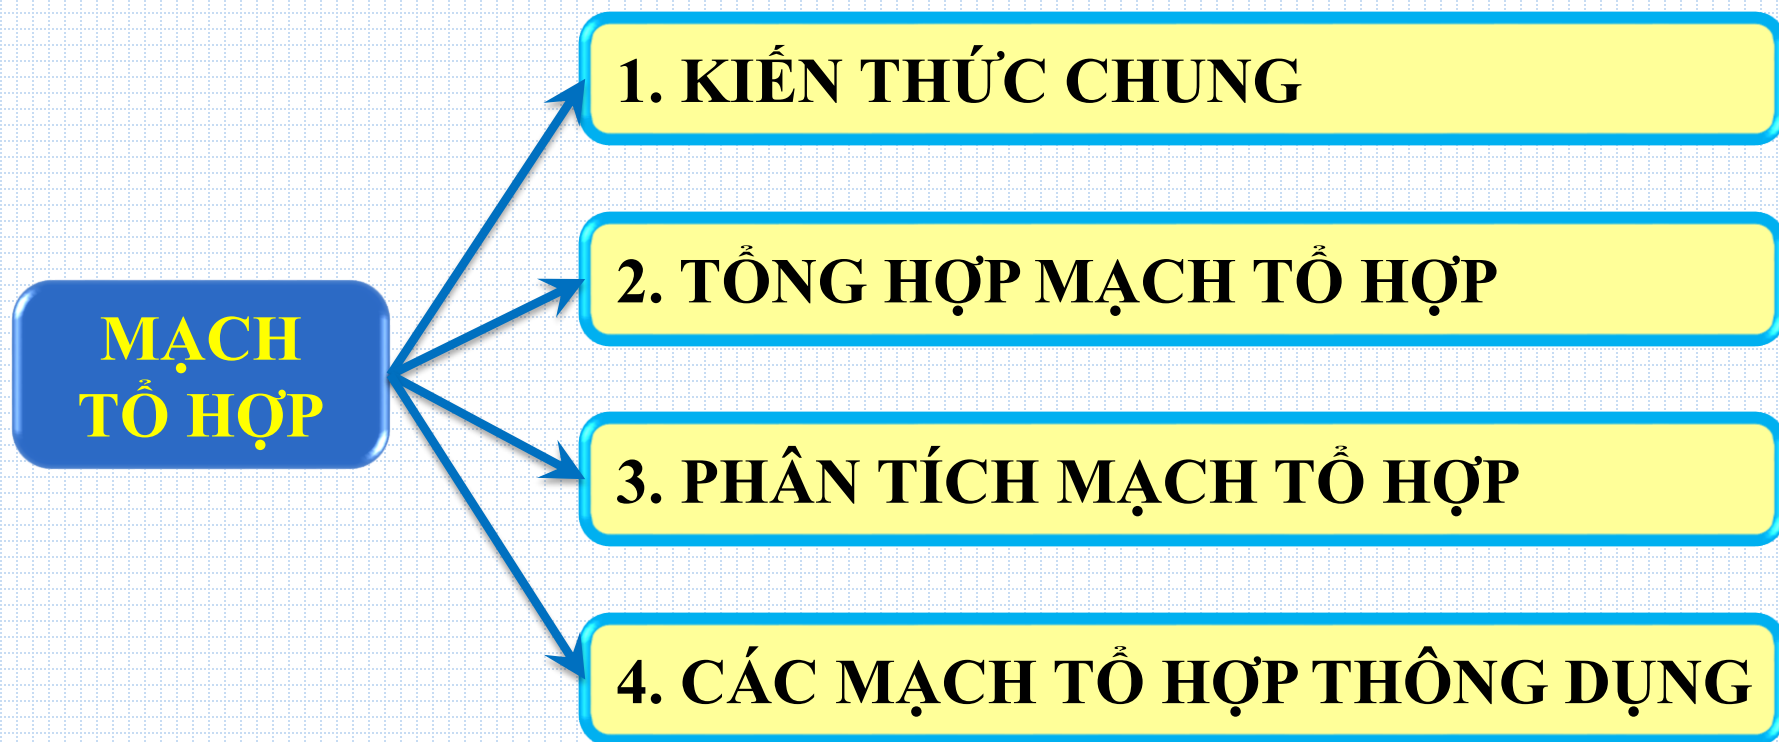 MẠCH
TỔ HỢP
1. KIẾN THỨC CHUNG
2. TỔNG HỢP MẠCH TỔ HỢP
3. PHÂN TÍCH MẠCH TỔ HỢP
4. CÁC MẠCH TỔ HỢP THÔNG DỤNG